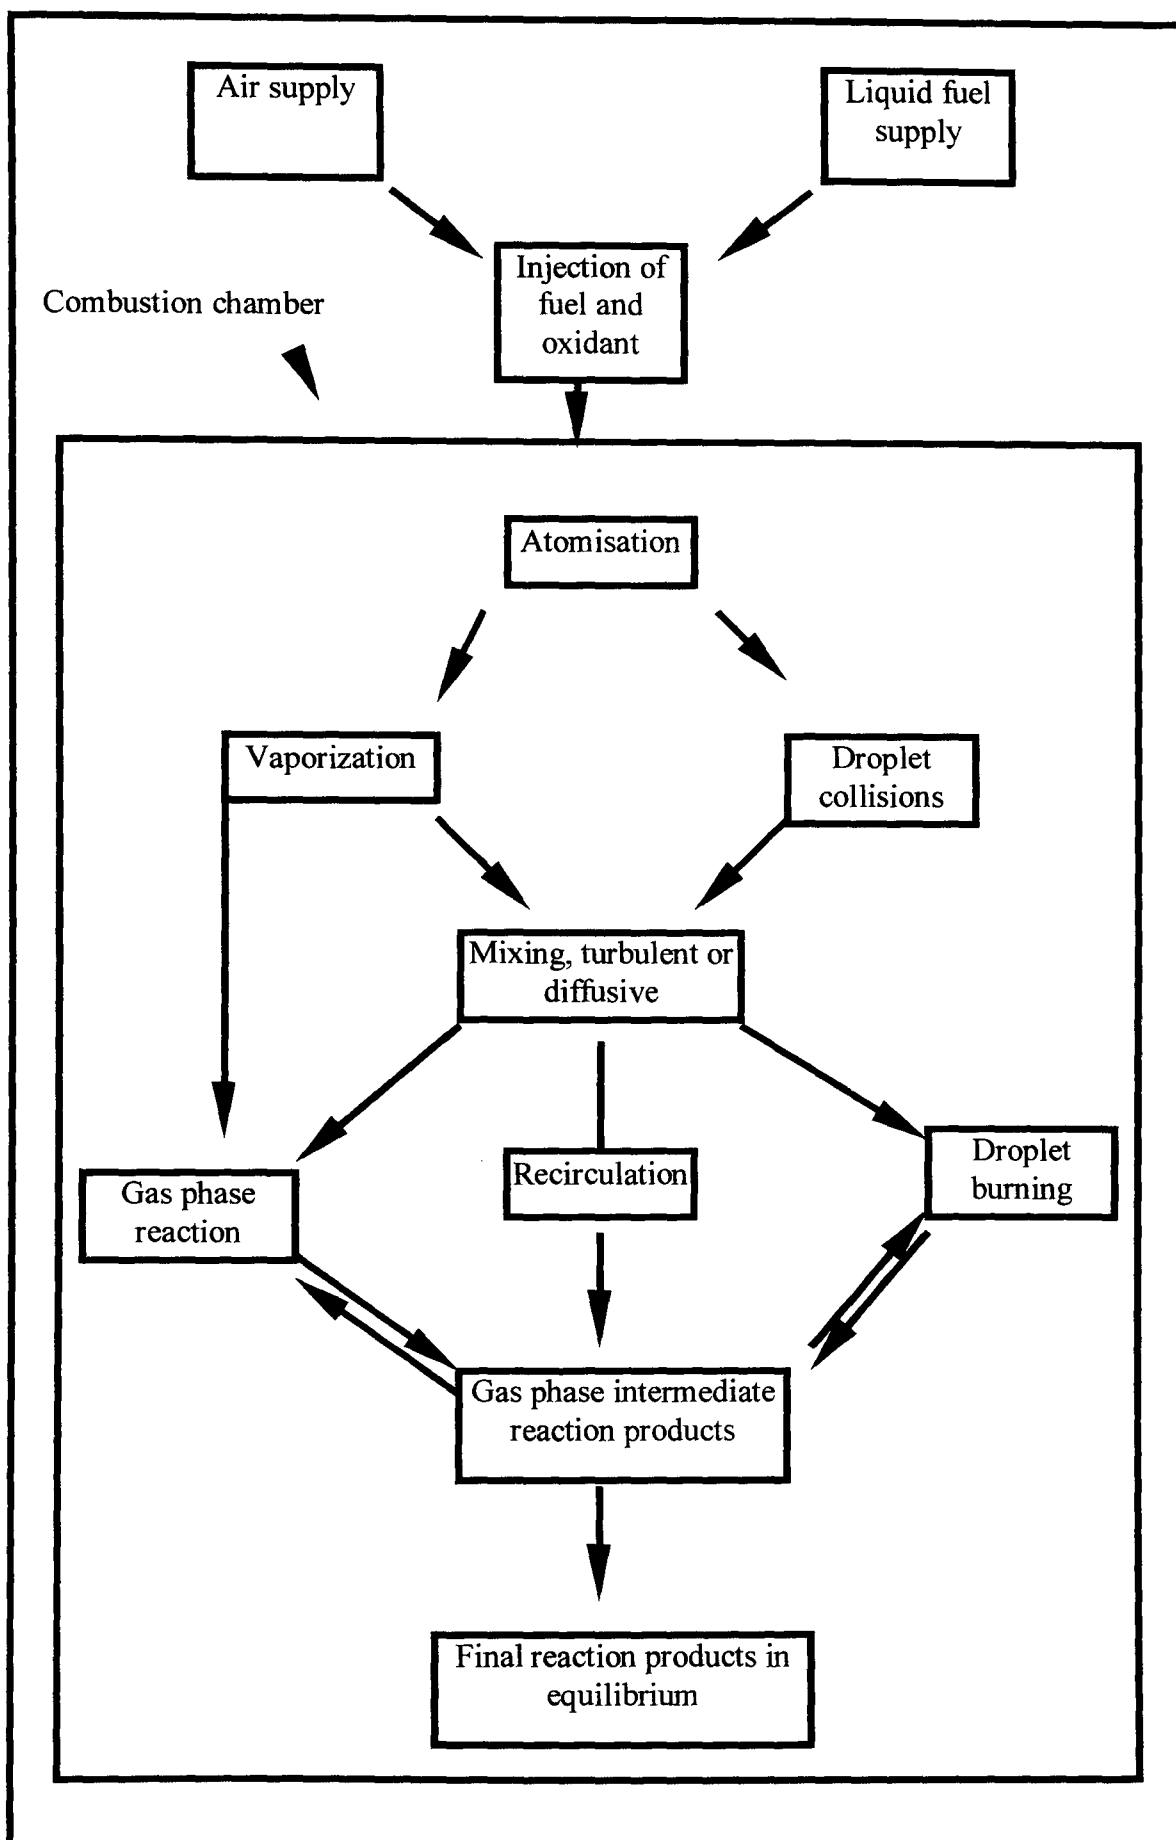 Air supply
Liquid fuel
supply
Injection of
fuel and
oxidant
Combustion chamber
Atomisation
Vaporization
Droplet
collisions
Mixing, turbulent or
diffusive
Droplet
burning
Recirculation
Gas phase
reaction
Gas phase intermediate
reaction products
Final reaction products in
equilibrium